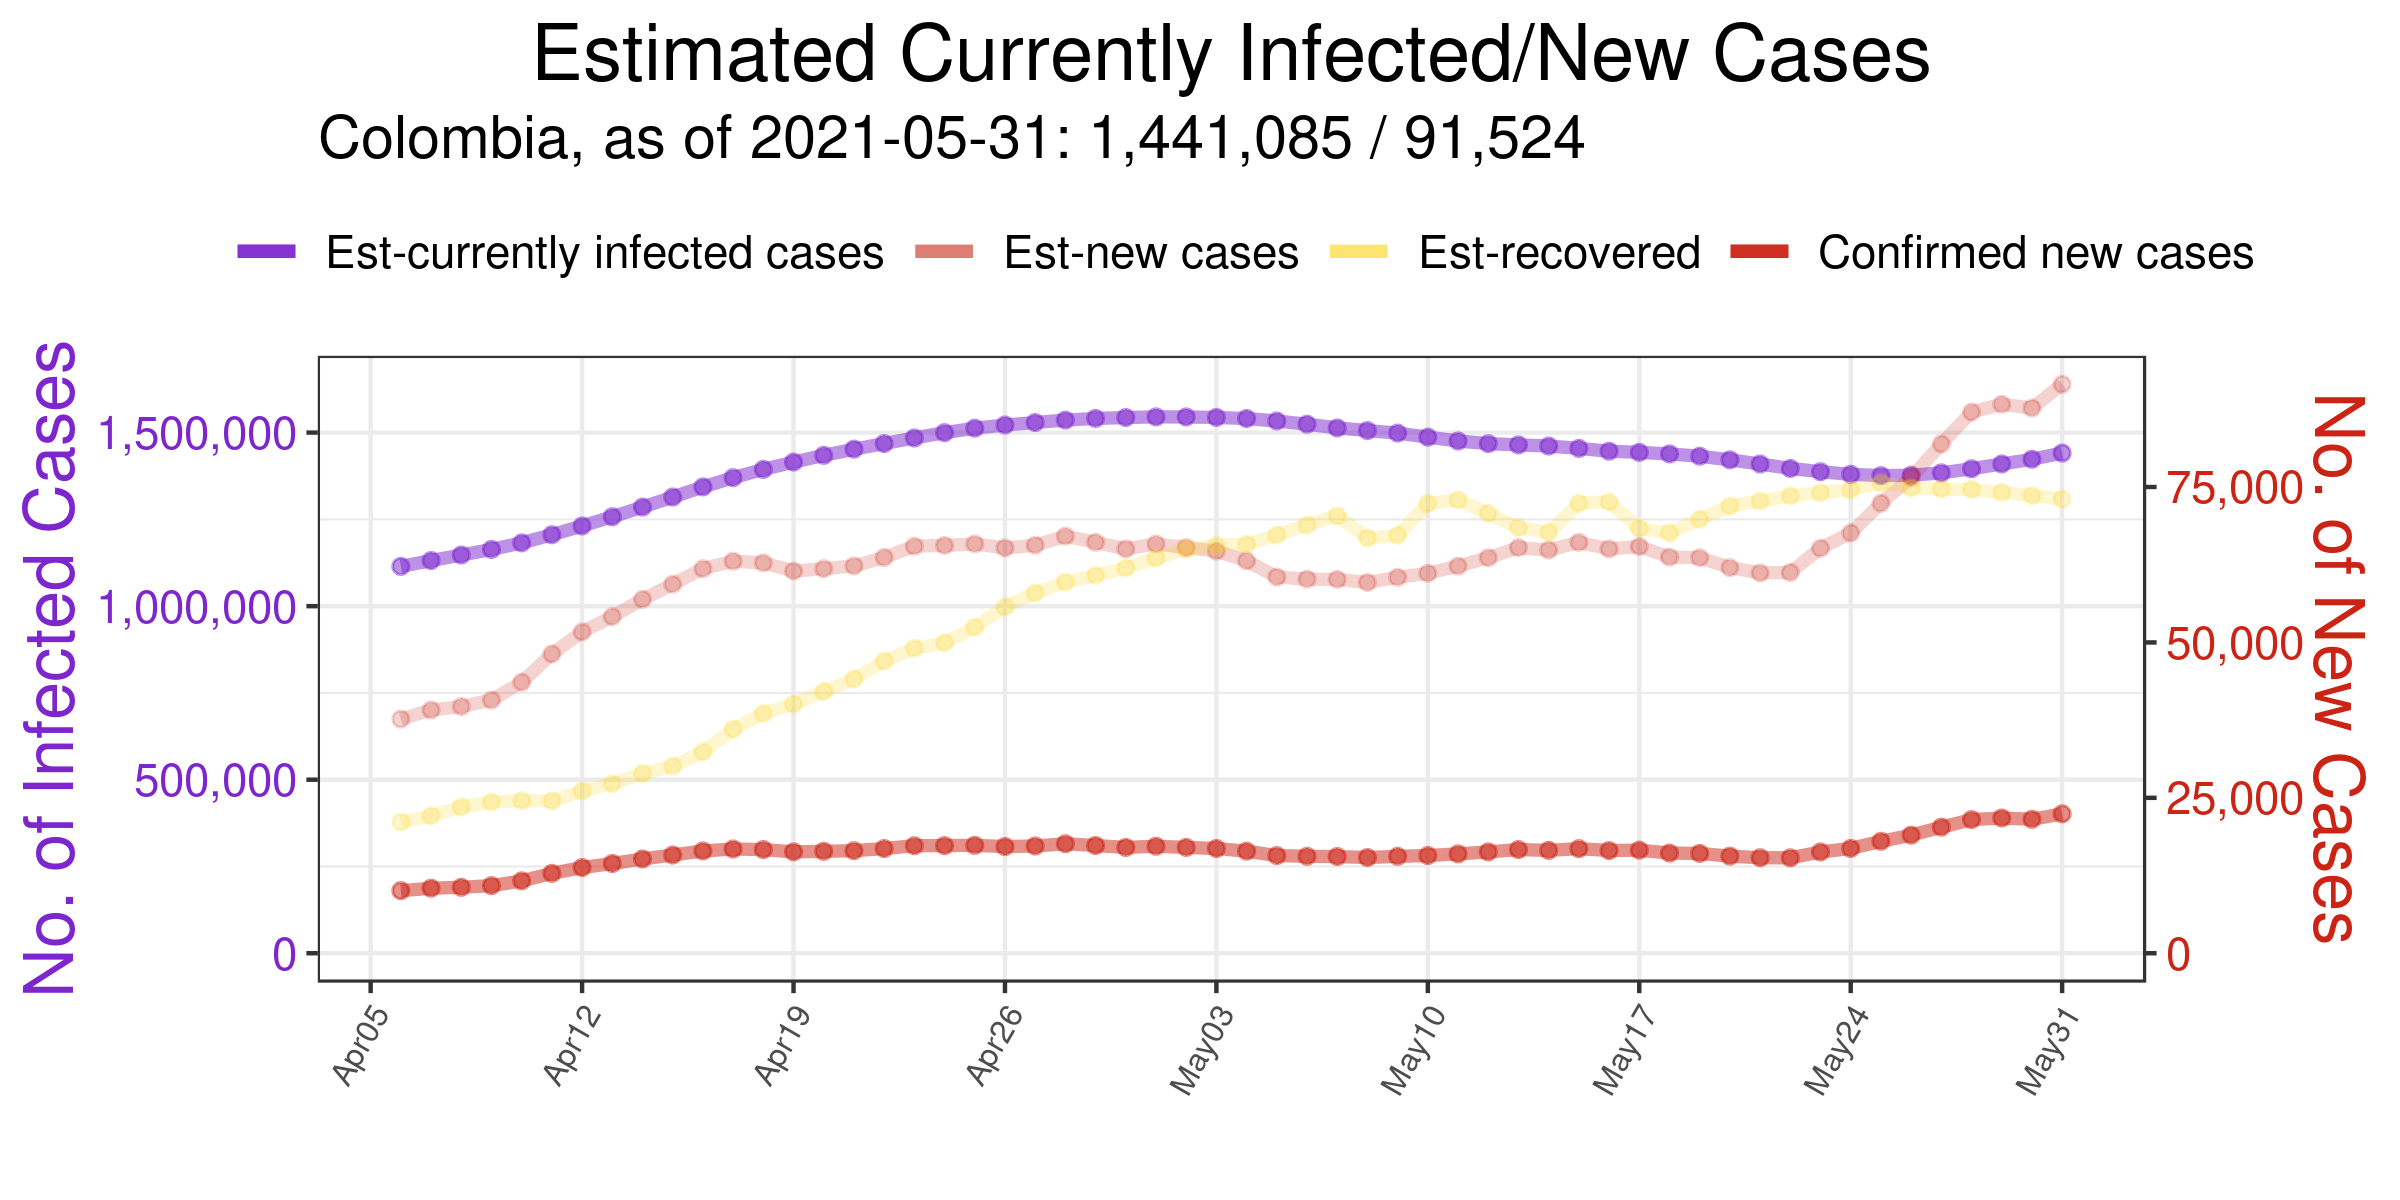 Estimated Currently Infected/New Cases
Colombia, as of 2021-05-31: 1,441,085 / 91,524
Est-currently infected cases Est-new cases Est-recovered Confirmed new cases
No. of Infected Cases
1,500,000
1,000,000
500,000
0
75,000
50,000
25,000
0
No. of New Cases
Apr05 Apr12 Apr19 Apr26 May03 May10 May17 May24 May31